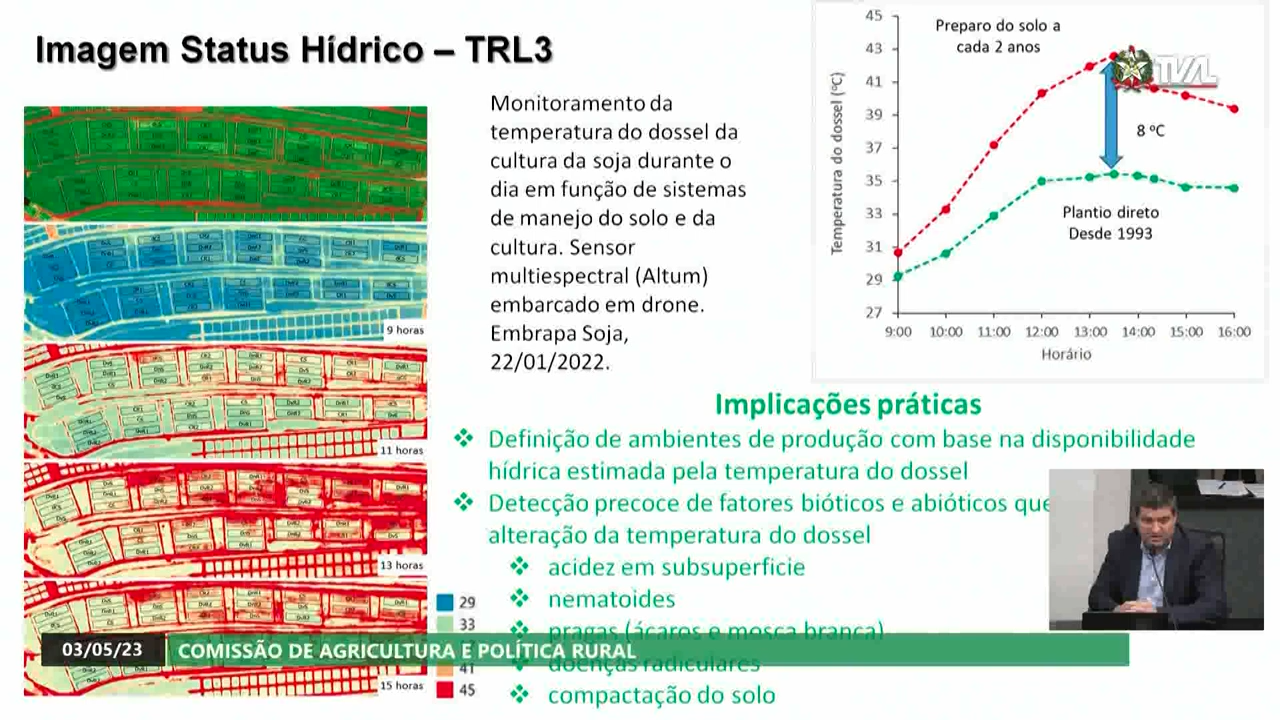 Imagem Status Hídrico – TRL3
Monitoramento da
temperatura do dossel da
cultura da soja durante o
dia em função de sistemas
de manejo do solo e da
cultura. Sensor
multiespectral (Altum)
embarcado em drone.
Embrapa Soja,
22/01/2022.
9 horas
11 horas
13 horas
15 horas
29
33
41
45
Temperatura do dossel (ºC)
45
43
41
39
37
35
33
31
29
27
Preparo do solo a
cada 2 anos
TVAL
8 ºC
Plantio direto
Desde 1993
9:00 10:00 11:00 12:00 13:00 14:00 15:00 16:00
Horário
Implicações práticas
❖ Definição de ambientes de produção com base na disponibilidade
hídrica estimada pela temperatura do dossel
❖ Detecção precoce de fatores bióticos e abióticos que
alteração da temperatura do dossel
❖ acidez em subsuperficie
❖ nematoides
❖ pragas (ácaros e mosca branca)
❖ doenças radiculares
❖ compactação do solo
03/05/23 COMISSÃO DE AGRICULTURA E POLÍTICA RURAL